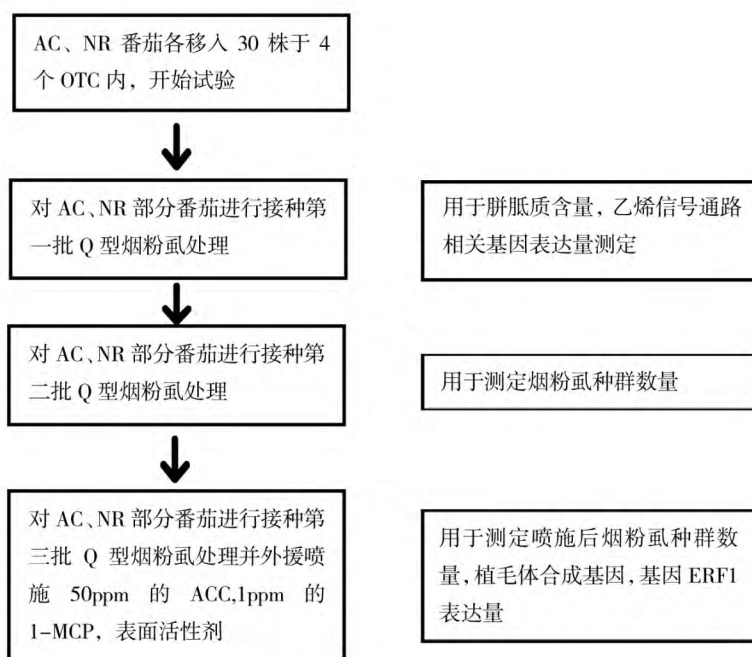 AC、NR 番茄各移入 30 株于 4
个 OTC 内，开始试验
对 AC、NR 部分番茄进行接种第
一批 Q 型烟粉虱处理
用于胼胝质含量，乙烯信号通路
相关基因表达量测定
对 AC、NR 部分番茄进行接种第
二批 Q 型烟粉虱处理
用于测定烟粉虱种群数量
对 AC、NR 部分番茄进行接种第
三批 Q 型烟粉虱处理并外援喷
施 50ppm 的 ACC,1ppm 的
1-MCP，表面活性剂
用于测定喷施后烟粉虱种群数
量,植毛体合成基因,基因 ERF1
表达量